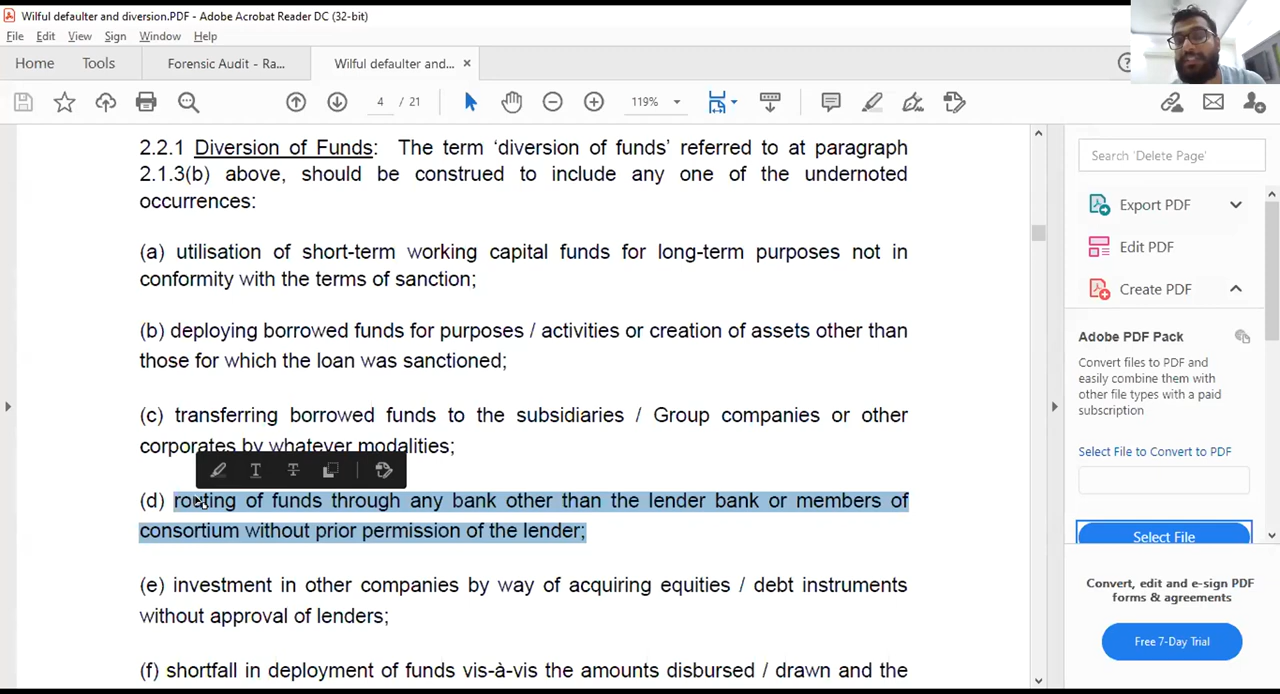 Wilful defaulter and diversion.PDF - Adobe Acrobat Reader DC (32-bit)
File Edit View Sign Window Help
Home Tools Forensic Audit - Ra... Wilful defaulter and... ×
4 / 21 119%
2.2.1 Diversion of Funds: The term ‘diversion of funds’ referred to at paragraph
2.1.3(b) above, should be construed to include any one of the undernoted
occurrences:
(a) utilisation of short-term working capital funds for long-term purposes not in
conformity with the terms of sanction;
(b) deploying borrowed funds for purposes / activities or creation of assets other than
those for which the loan was sanctioned;
(c) transferring borrowed funds to the subsidiaries / Group companies or other
corporates by whatever modalities;
(d) routing of funds through any bank other than the lender bank or members of
consortium without prior permission of the lender;
(e) investment in other companies by way of acquiring equities / debt instruments
without approval of lenders;
(f) shortfall in deployment of funds vis-à-vis the amounts disbursed / drawn and the
Search 'Delete Page'
Export PDF
Edit PDF
Create PDF
Adobe PDF Pack
Convert files to PDF and
easily combine them with
other file types with a paid
subscription
Select File to Convert to PDF
Select File
Convert, edit and e-sign PDF
forms & agreements
Free 7-Day Trial